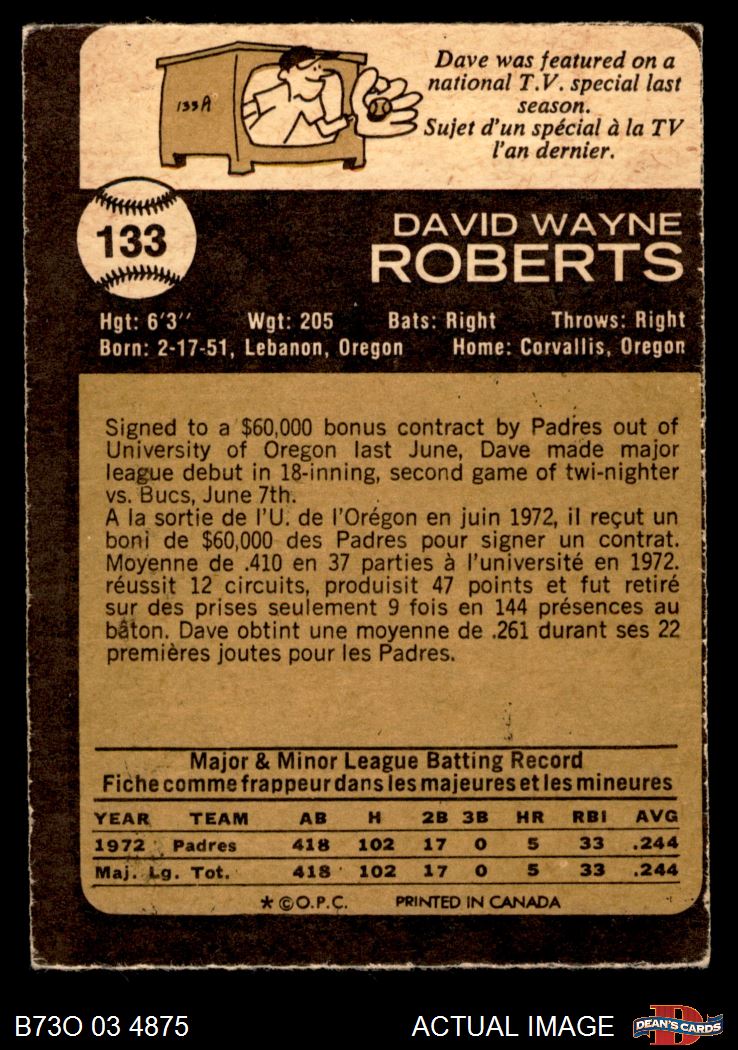 Dave was featured on a
national T.V. special last
season.
Sujet d'un spécial à la TV
l'an dernier.
133A
133
DAVID WAYNE
ROBERTS
Hgt: 6'3" Wgt: 205 Bats: Right Throws: Right
Born: 2-17-51, Lebanon, Oregon Home: Corvallis, Oregon
Signed to a $60,000 bonus contract by Padres out of
University of Oregon last June, Dave made major
league debut in 18-inning, second game of twi-nighter
vs. Bucs, June 7th.
A la sortie de l'U. de l'Orégon en juin 1972, il reçut un
boni de $60,000 des Padres pour signer un contrat.
Moyenne de .410 en 37 parties à l'université en 1972.
réussit 12 circuits, produisit 47 points et fut retiré
sur des prises seulement 9 fois en 144 présences au
bâton. Dave obtint une moyenne de .261 durant ses 22
premières joutes pour les Padres.
Major & Minor League Batting Record
Fiche comme frappeur dans les majeures et les mineures
YEAR TEAM AB H 2B 3B HR RBI AVG
1972 Padres 418 102 17 0 5 33 .244
Maj. Lg. Tot. 418 102 17 0 5 33 .244
* © O.P.C. PRINTED IN CANADA
B73O 03 4875 ACTUAL IMAGE DEAN'S CARDS